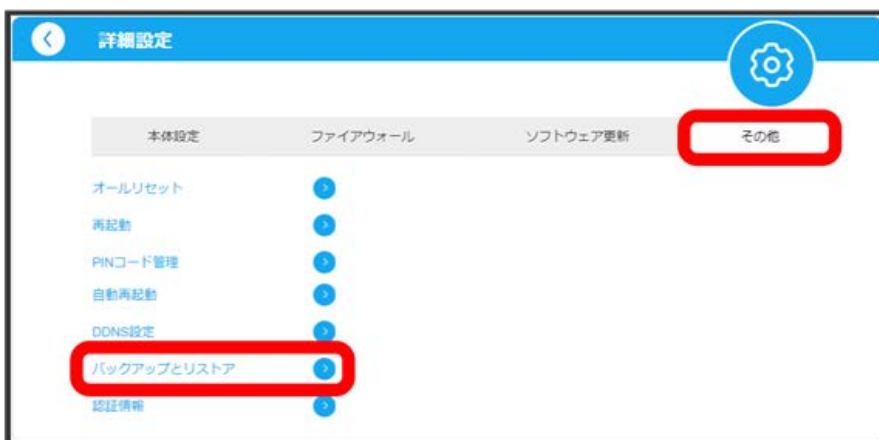 詳細設定
本体設定 ファイアウォール ソフトウェア更新 その他
オールリセット
再起動
PINコード管理
自動再起動
DDNS設定
バックアップとリストア
認証情報